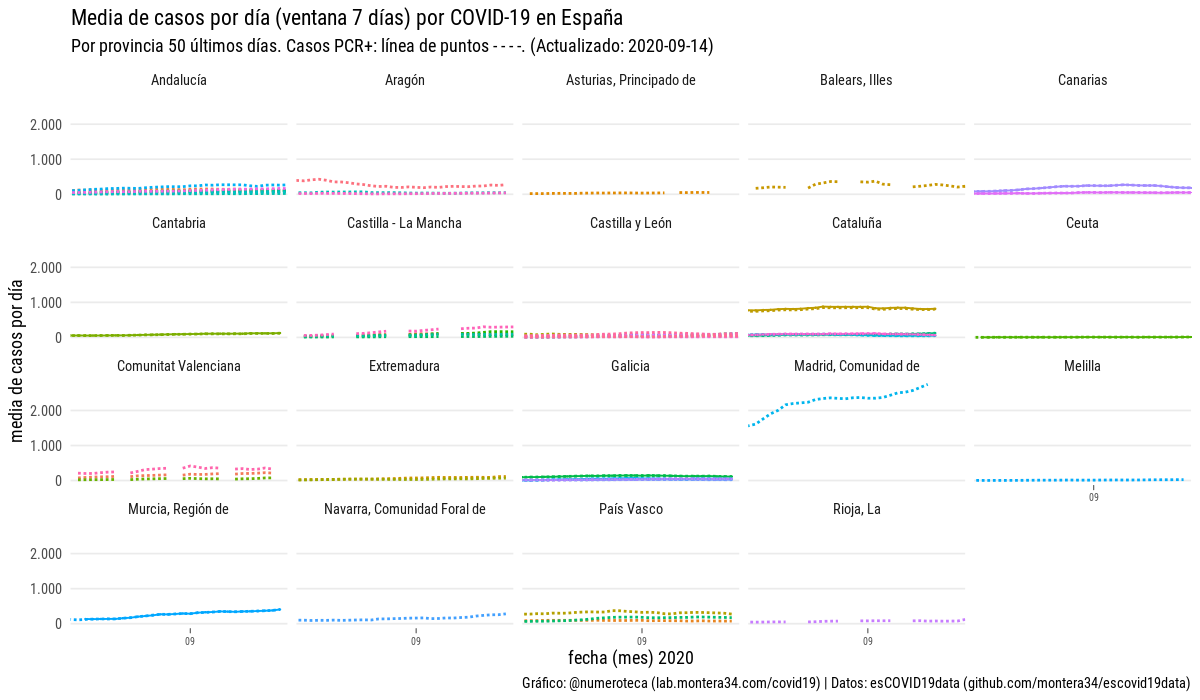 Media de casos por día (ventana 7 días) por COVID-19 en España
Por provincia 50 últimos días. Casos PCR+: línea de puntos - - - -. (Actualizado: 2020-09-14)
Andalucía
Aragón
Asturias, Principado de
Balears, Illes
Canarias
2.000
1.000
0
Cantabria
Castilla - La Mancha
Castilla y León
Cataluña
Ceuta
2.000
1.000
0
media de casos por día
Comunitat Valenciana
Extremadura
Galicia
Madrid, Comunidad de
Melilla
2.000
1.000
0
09
Murcia, Región de
Navarra, Comunidad Foral de
País Vasco
Rioja, La
2.000
1.000
0
09
09
09
09
fecha (mes) 2020
Gráfico: @numeroteca (lab.montera34.com/covid19) | Datos: esCOVID19data (github.com/montera34/escovid19data)